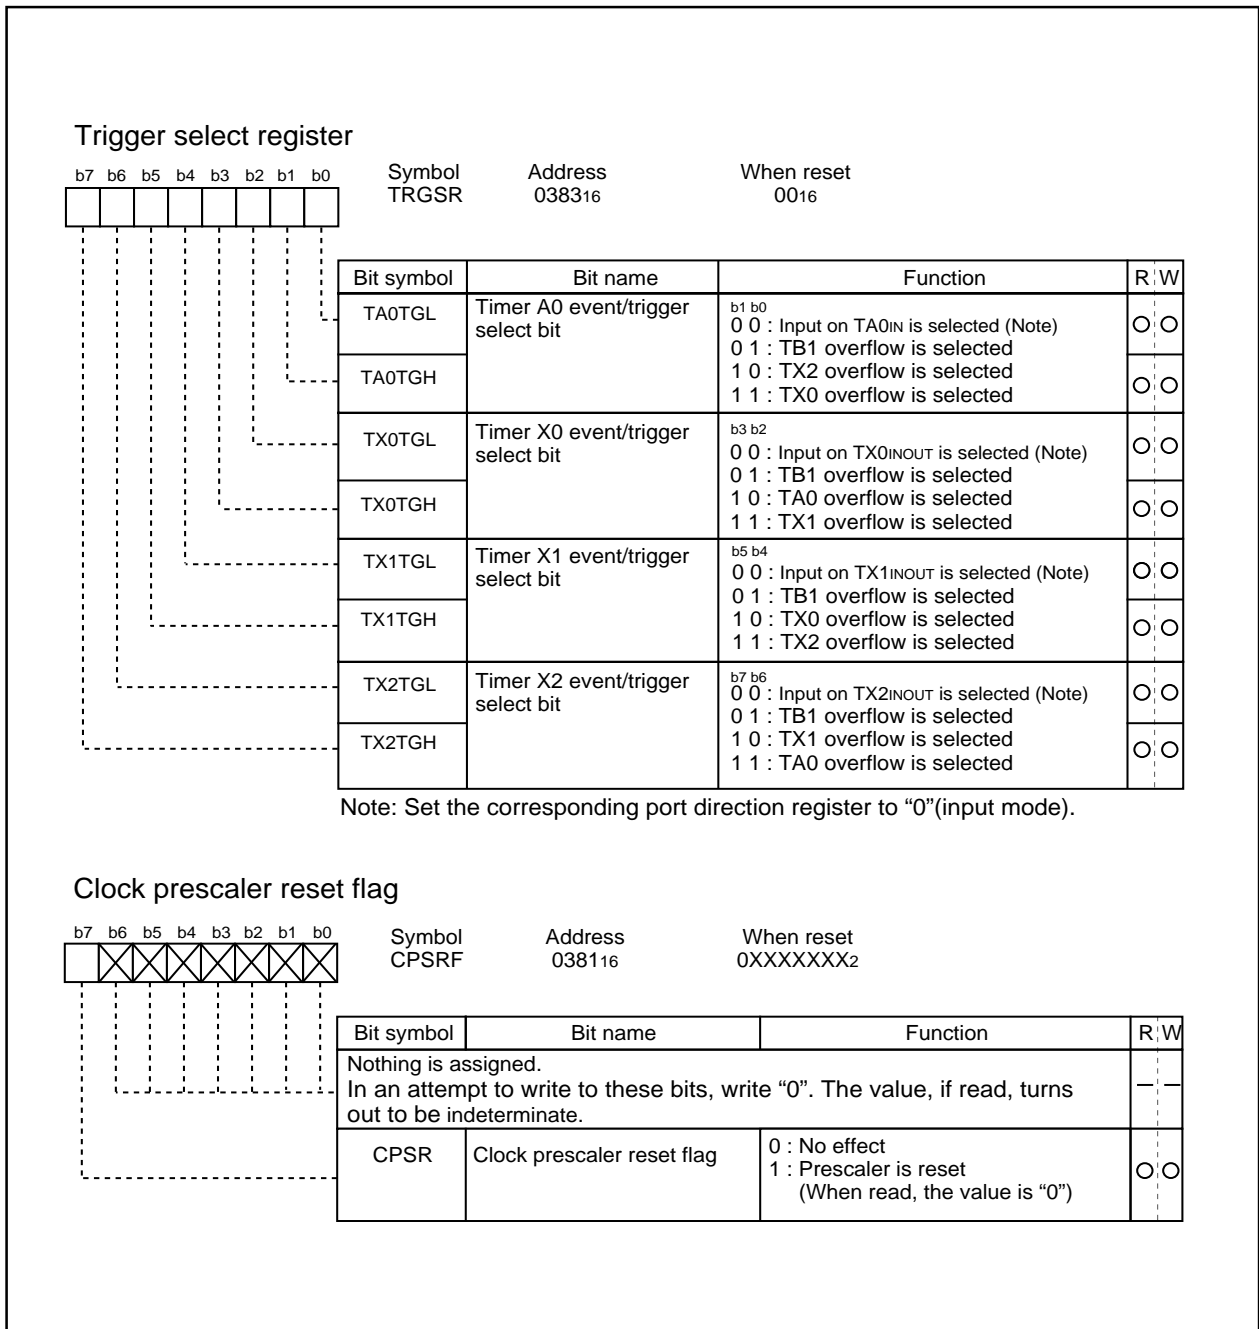 Trigger select register
b7 b6 b5 b4 b3 b2 b1 b0
Symbol Address When reset
TRGSR 038316 0016
Bit symbol Bit name Function R W
TA0TGL Timer A0 event/trigger select bit
b1 b0
0 0 : Input on TA0IN is selected (Note)
0 1 : TB1 overflow is selected
TA0TGH
1 0 : TX2 overflow is selected
1 1 : TX0 overflow is selected
TX0TGL Timer X0 event/trigger select bit
b3 b2
0 0 : Input on TX0INOUT is selected (Note)
0 1 : TB1 overflow is selected
TX0TGH
1 0 : TA0 overflow is selected
1 1 : TX1 overflow is selected
TX1TGL Timer X1 event/trigger select bit
b5 b4
0 0 : Input on TX1INOUT is selected (Note)
0 1 : TB1 overflow is selected
TX1TGH
1 0 : TX0 overflow is selected
1 1 : TX2 overflow is selected
TX2TGL Timer X2 event/trigger select bit
b7 b6
0 0 : Input on TX2INOUT is selected (Note)
0 1 : TB1 overflow is selected
TX2TGH
1 0 : TX1 overflow is selected
1 1 : TA0 overflow is selected
Note: Set the corresponding port direction register to “0”(input mode).
Clock prescaler reset flag
b7 b6 b5 b4 b3 b2 b1 b0
Symbol Address When reset
CPSRF 038116 0XXXXXXX2
Bit symbol Bit name Function R W
Nothing is assigned.
In an attempt to write to these bits, write “0”. The value, if read, turns
out to be indeterminate.
– –
CPSR Clock prescaler reset flag
0 : No effect
1 : Prescaler is reset
(When read, the value is “0”)